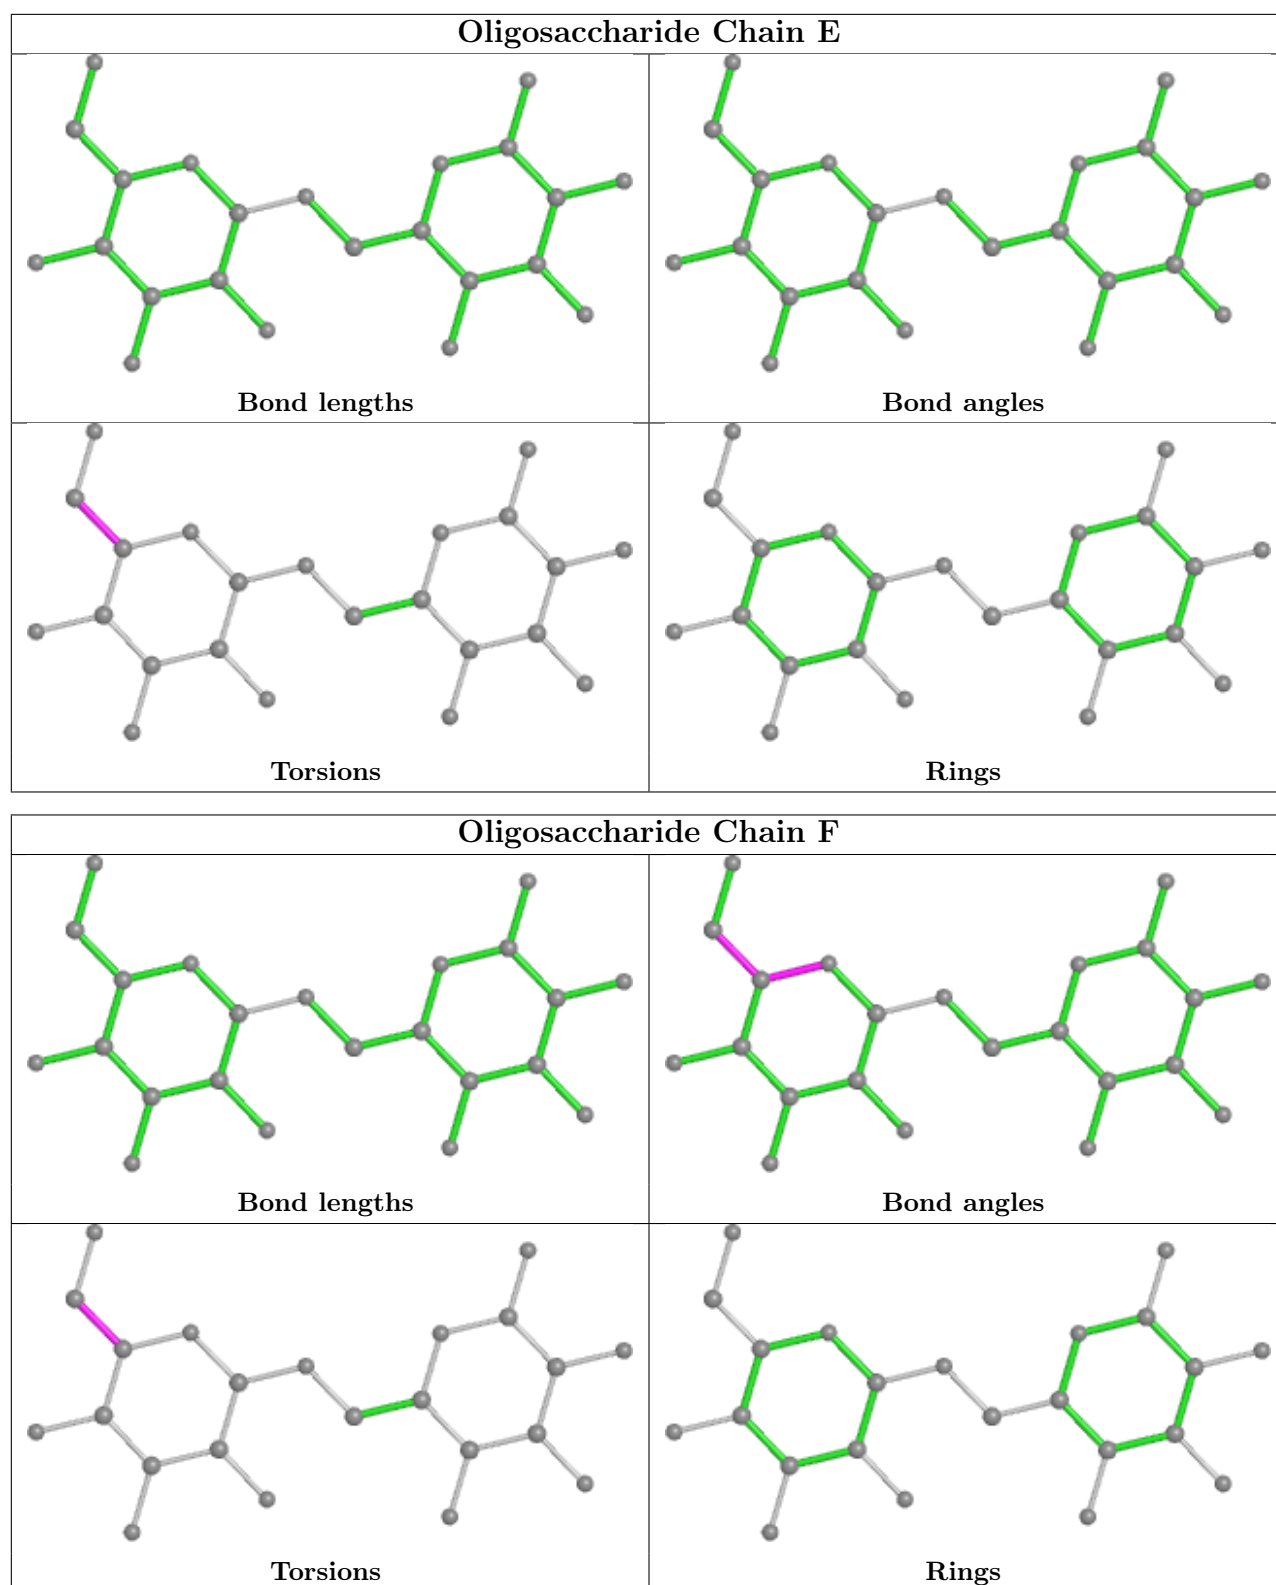 Oligosaccharide Chain E
Bond lengths
Bond angles
Torsions
Rings
Oligosaccharide Chain F
Bond lengths
Bond angles
Torsions
Rings